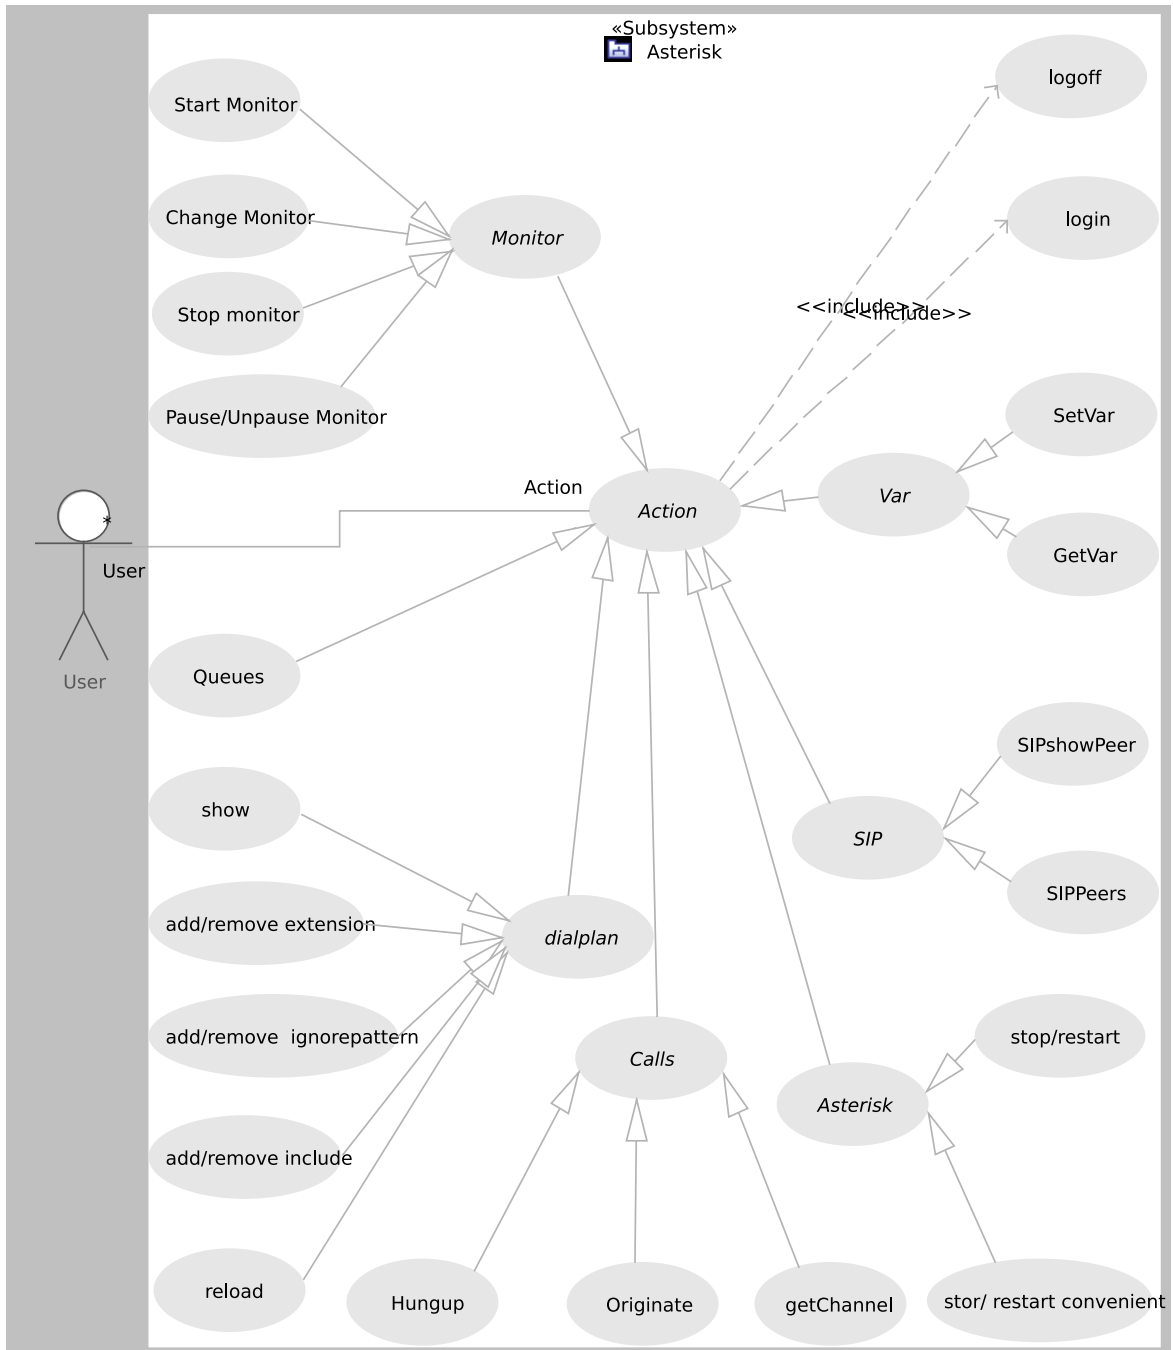 «Subsystem»
Asterisk
logoff
Start Monitor
Change Monitor
login
Monitor
<<include>>
<<include>>
Stop monitor
Pause/Unpause Monitor
SetVar
Action
Var
Action
*
GetVar
User
User
Queues
SIPshowPeer
show
SIP
SIPPeers
add/remove extension
dialplan
add/remove  ignorepattern
stop/restart
Calls
Asterisk
add/remove include
reload
Hungup
Originate
getChannel
stor/ restart convenient